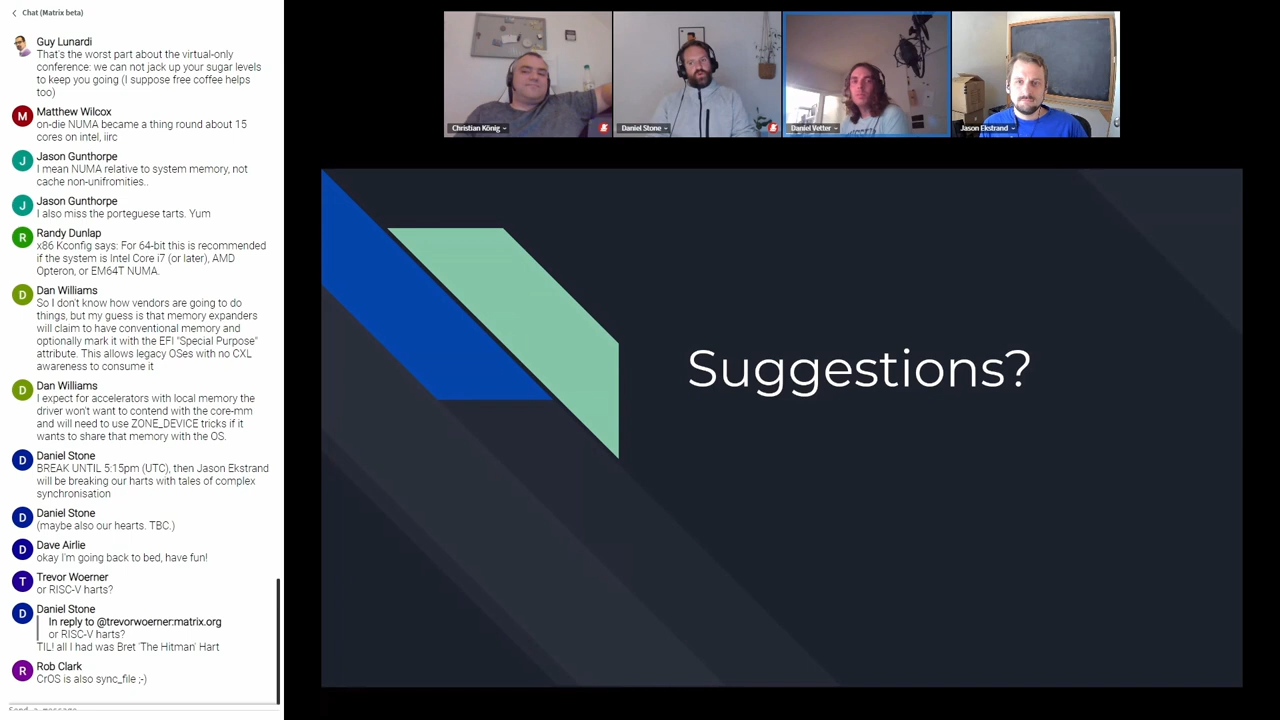 Chat (Matrix beta)
Guy Lunardi
That's the worst part about the virtual-only
conference: we can not jack up your sugar levels
to keep you going (I suppose free coffee helps
too)
M
Matthew Wilcox
on-die NUMA became a thing round about 15
cores on intel, iirc
J
Jason Gunthorpe
I mean NUMA relative to system memory, not
cache non-unifromities..
J
Jason Gunthorpe
I also miss the porteguese tarts. Yum
R
Randy Dunlap
x86 Kconfig says: For 64-bit this is recommended
if the system is Intel Core i7 (or later), AMD
Opteron, or EM64T NUMA.
D
Dan Williams
So I don't know how vendors are going to do
things, but my guess is that memory expanders
will claim to have conventional memory and
optionally mark it with the EFI "Special Purpose"
attribute. This allows legacy OSes with no CXL
awareness to consume it
D
Dan Williams
I expect for accelerators with local memory the
driver won't want to contend with the core-mm
and will need to use ZONE_DEVICE tricks if it
wants to share that memory with the OS.
D
Daniel Stone
BREAK UNTIL 5:15pm (UTC), then Jason Ekstrand
will be breaking our harts with tales of complex
synchronisation
D
Daniel Stone
(maybe also our hearts. TBC.)
D
Dave Airlie
okay I'm going back to bed, have fun!
T
Trevor Woerner
or RISC-V harts?
D
Daniel Stone
In reply to @trevorwoerner:matrix.org
or RISC-V harts?
TIL! all I had was Bret 'The Hitman' Hart
R
Rob Clark
CrOS is also sync_file ;-)
Send a message
Christian König
Daniel Stone
Daniel Vetter
Jason Ekstrand
Suggestions?